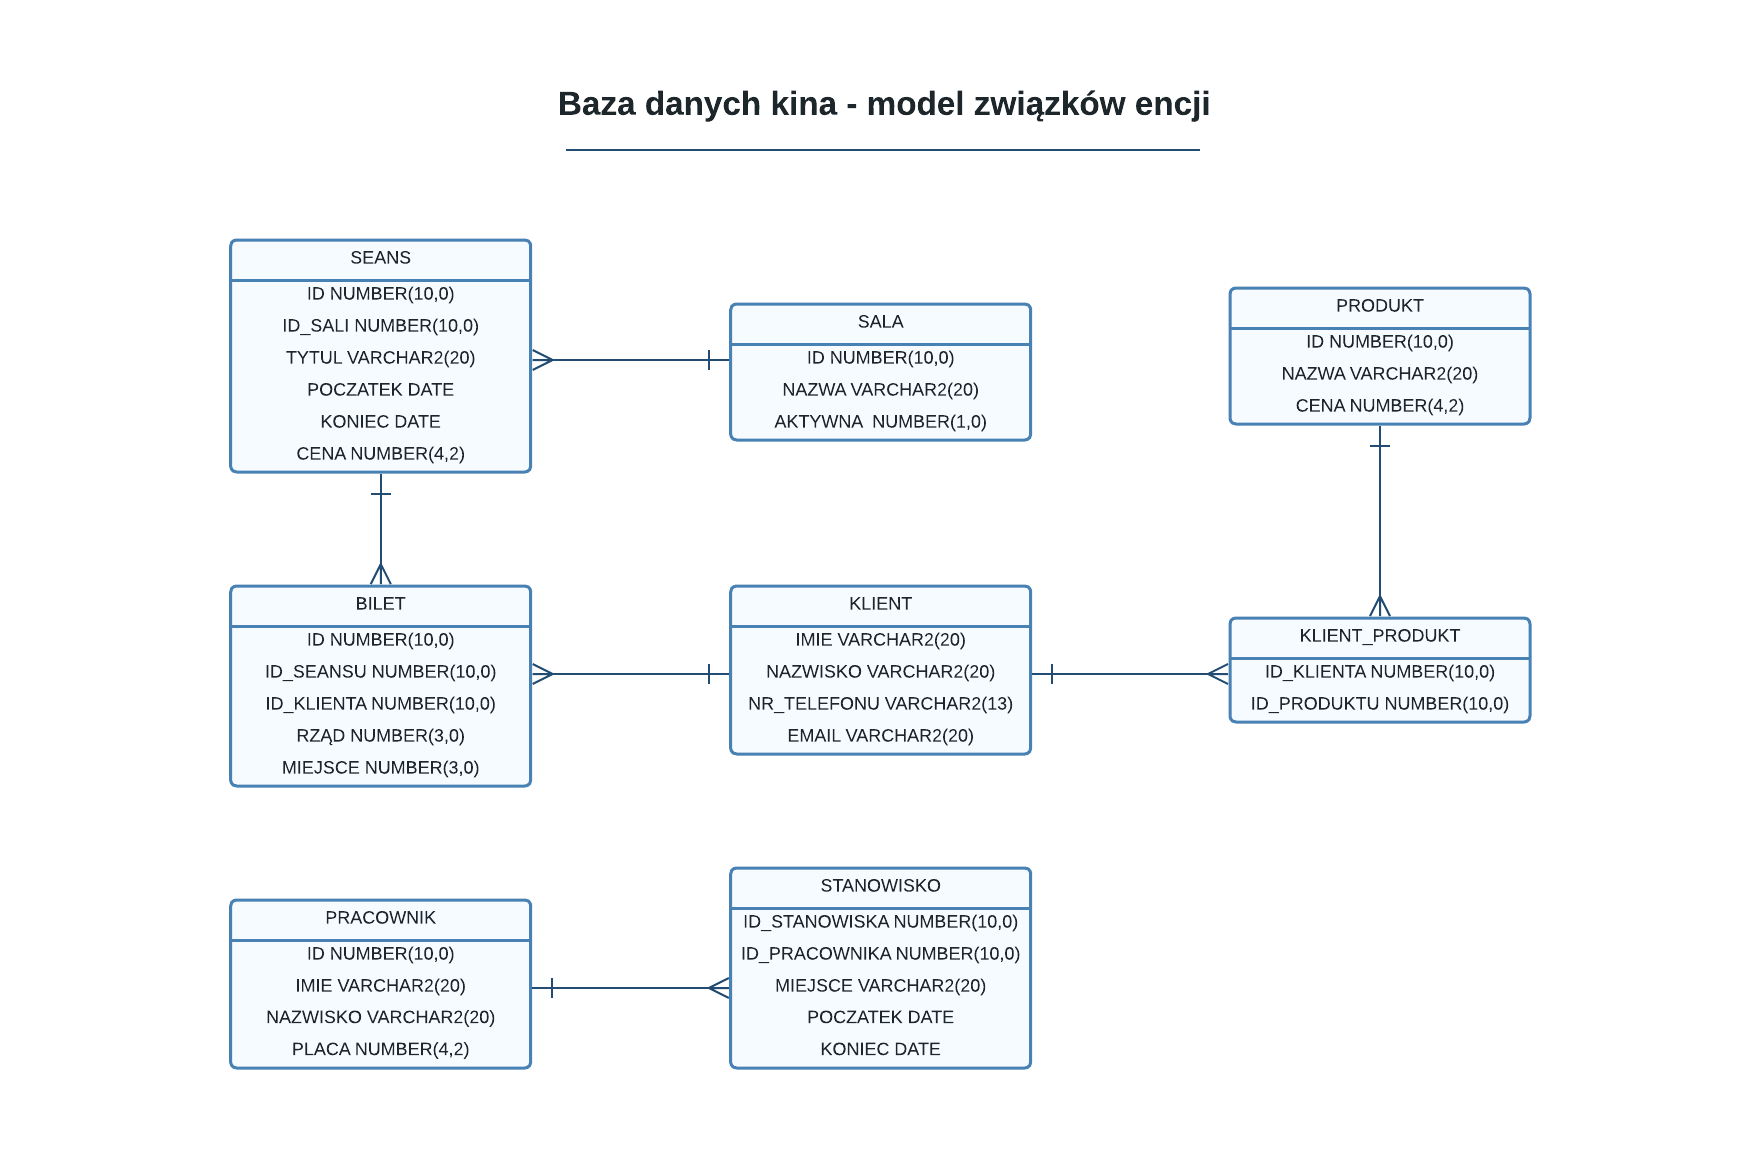 Baza danych kina - model związków encji
SEANS
ID NUMBER(10,0)
ID_SALI NUMBER(10,0)
TYTUL VARCHAR2(20)
POCZATEK DATE
KONIEC DATE
CENA NUMBER(4,2)
SALA
ID NUMBER(10,0)
NAZWA VARCHAR2(20)
AKTYWNA  NUMBER(1,0)
PRODUKT
ID NUMBER(10,0)
NAZWA VARCHAR2(20)
CENA NUMBER(4,2)
BILET
ID NUMBER(10,0)
ID_SEANSU NUMBER(10,0)
ID_KLIENTA NUMBER(10,0)
RZĄD NUMBER(3,0)
MIEJSCE NUMBER(3,0)
KLIENT
IMIE VARCHAR2(20)
NAZWISKO VARCHAR2(20)
NR_TELEFONU VARCHAR2(13)
EMAIL VARCHAR2(20)
KLIENT_PRODUKT
ID_KLIENTA NUMBER(10,0)
ID_PRODUKTU NUMBER(10,0)
PRACOWNIK
ID NUMBER(10,0)
IMIE VARCHAR2(20)
NAZWISKO VARCHAR2(20)
PLACA NUMBER(4,2)
STANOWISKO
ID_STANOWISKA NUMBER(10,0)
ID_PRACOWNIKA NUMBER(10,0)
MIEJSCE VARCHAR2(20)
POCZATEK DATE
KONIEC DATE